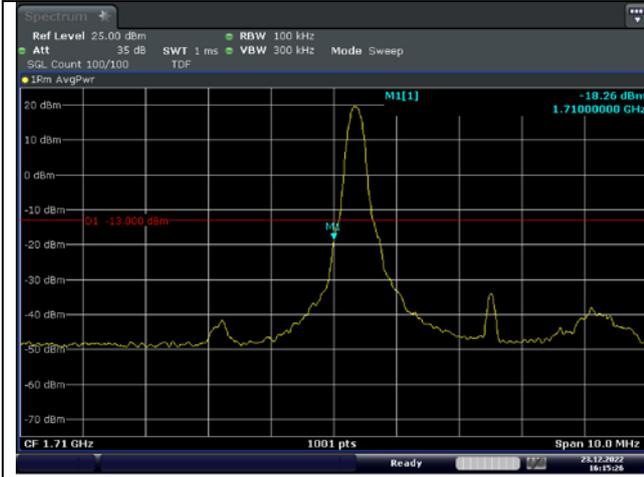 Spectrum
Ref Level 25.00 dBm RBW 100 kHz
Att 35 dB SWT 1 ms VBW 300 kHz Mode Sweep
SGL Count 100/100 TDF
1Rm AvgPwr
M1[1] -18.26 dBm
1.71000000 GHz
20 dBm
10 dBm
0 dBm
-10 dBm
D1 -13.000 dBm
M1
-20 dBm
-30 dBm
-40 dBm
-50 dBm
-60 dBm
-70 dBm
CF 1.71 GHz 1001 pts Span 10.0 MHz
Ready 23.12.2022
16:15:26